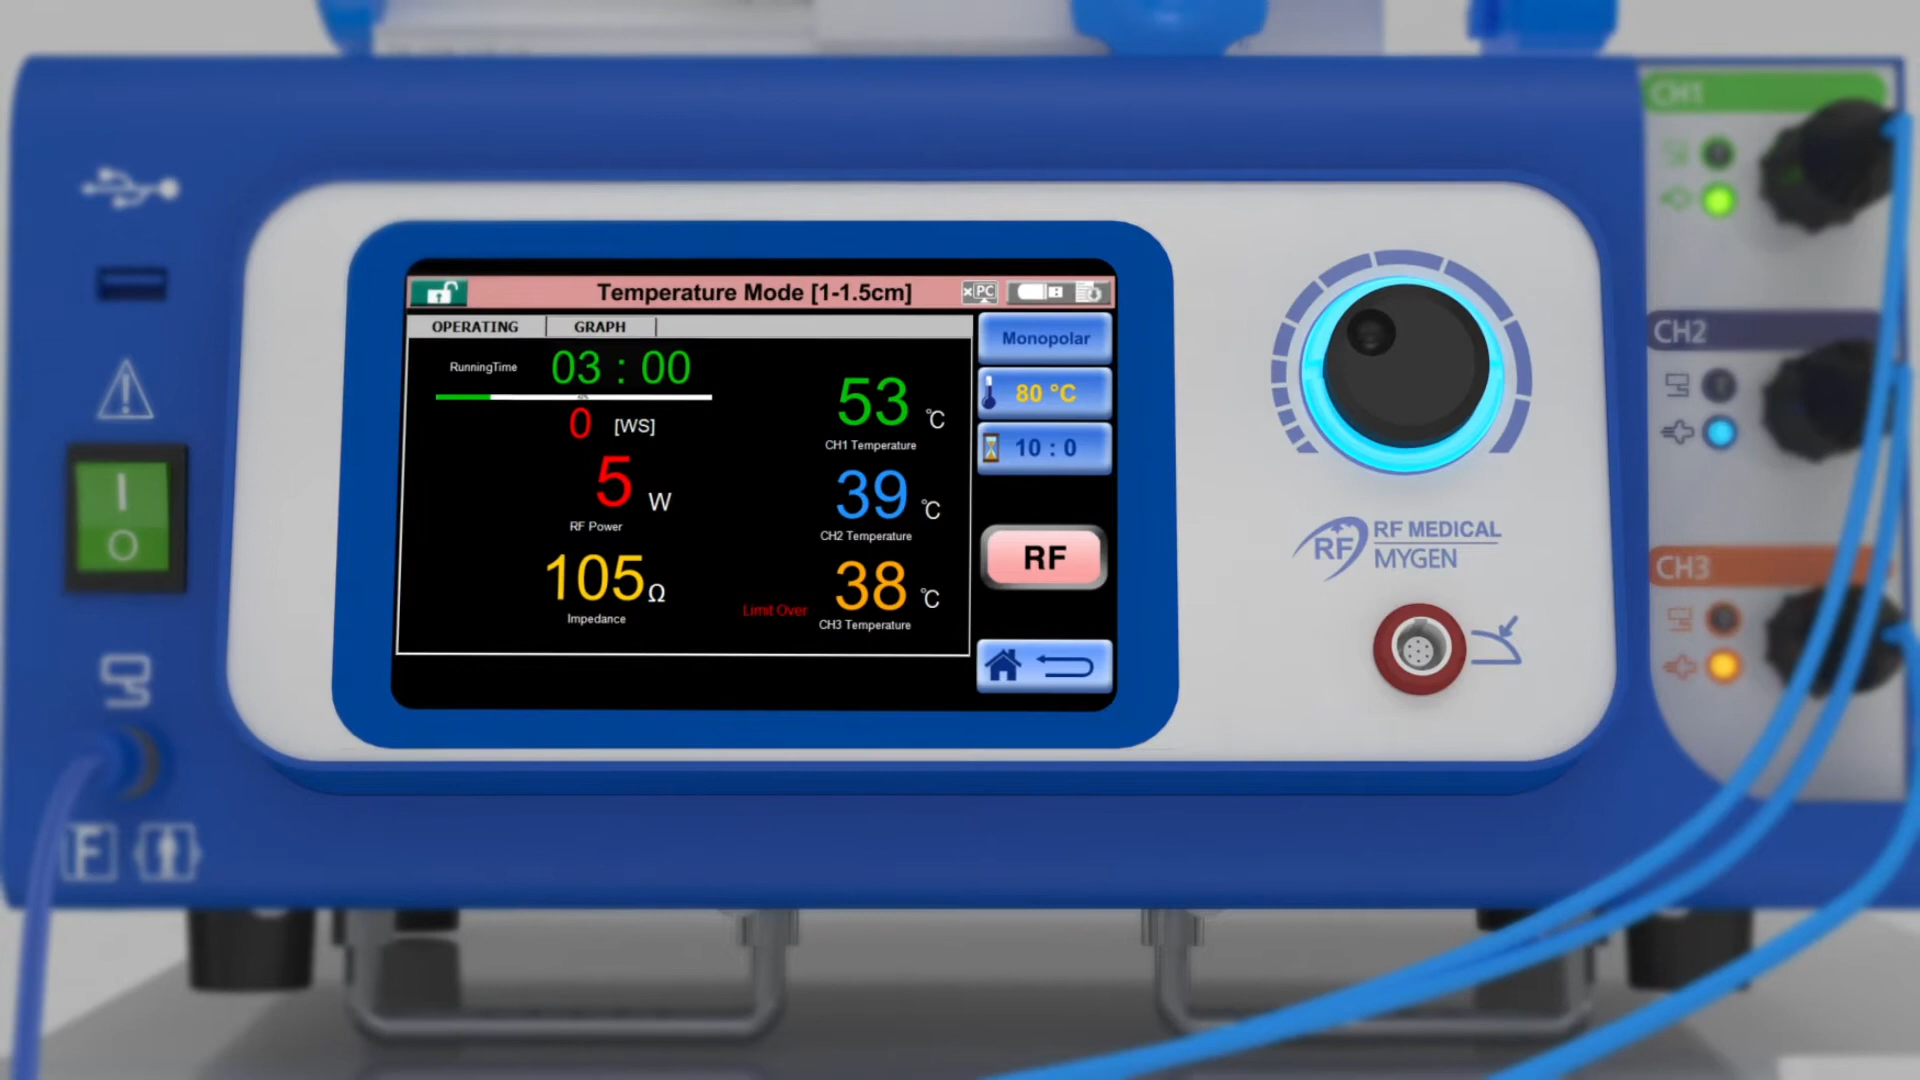 Temperature Mode [1-1.5cm]
PC
OPERATING
GRAPH
RunningTime
03 : 00
0 [WS]
5 W
RF Power
105 Ω
Impedance
53 ℃
CH1 Temperature
39 ℃
CH2 Temperature
Limit Over
38 ℃
CH3 Temperature
Monopolar
80 °C
10 : 0
RF
RF
RF MEDICAL
MYGEN
CH1
CH2
CH3
I
O
F